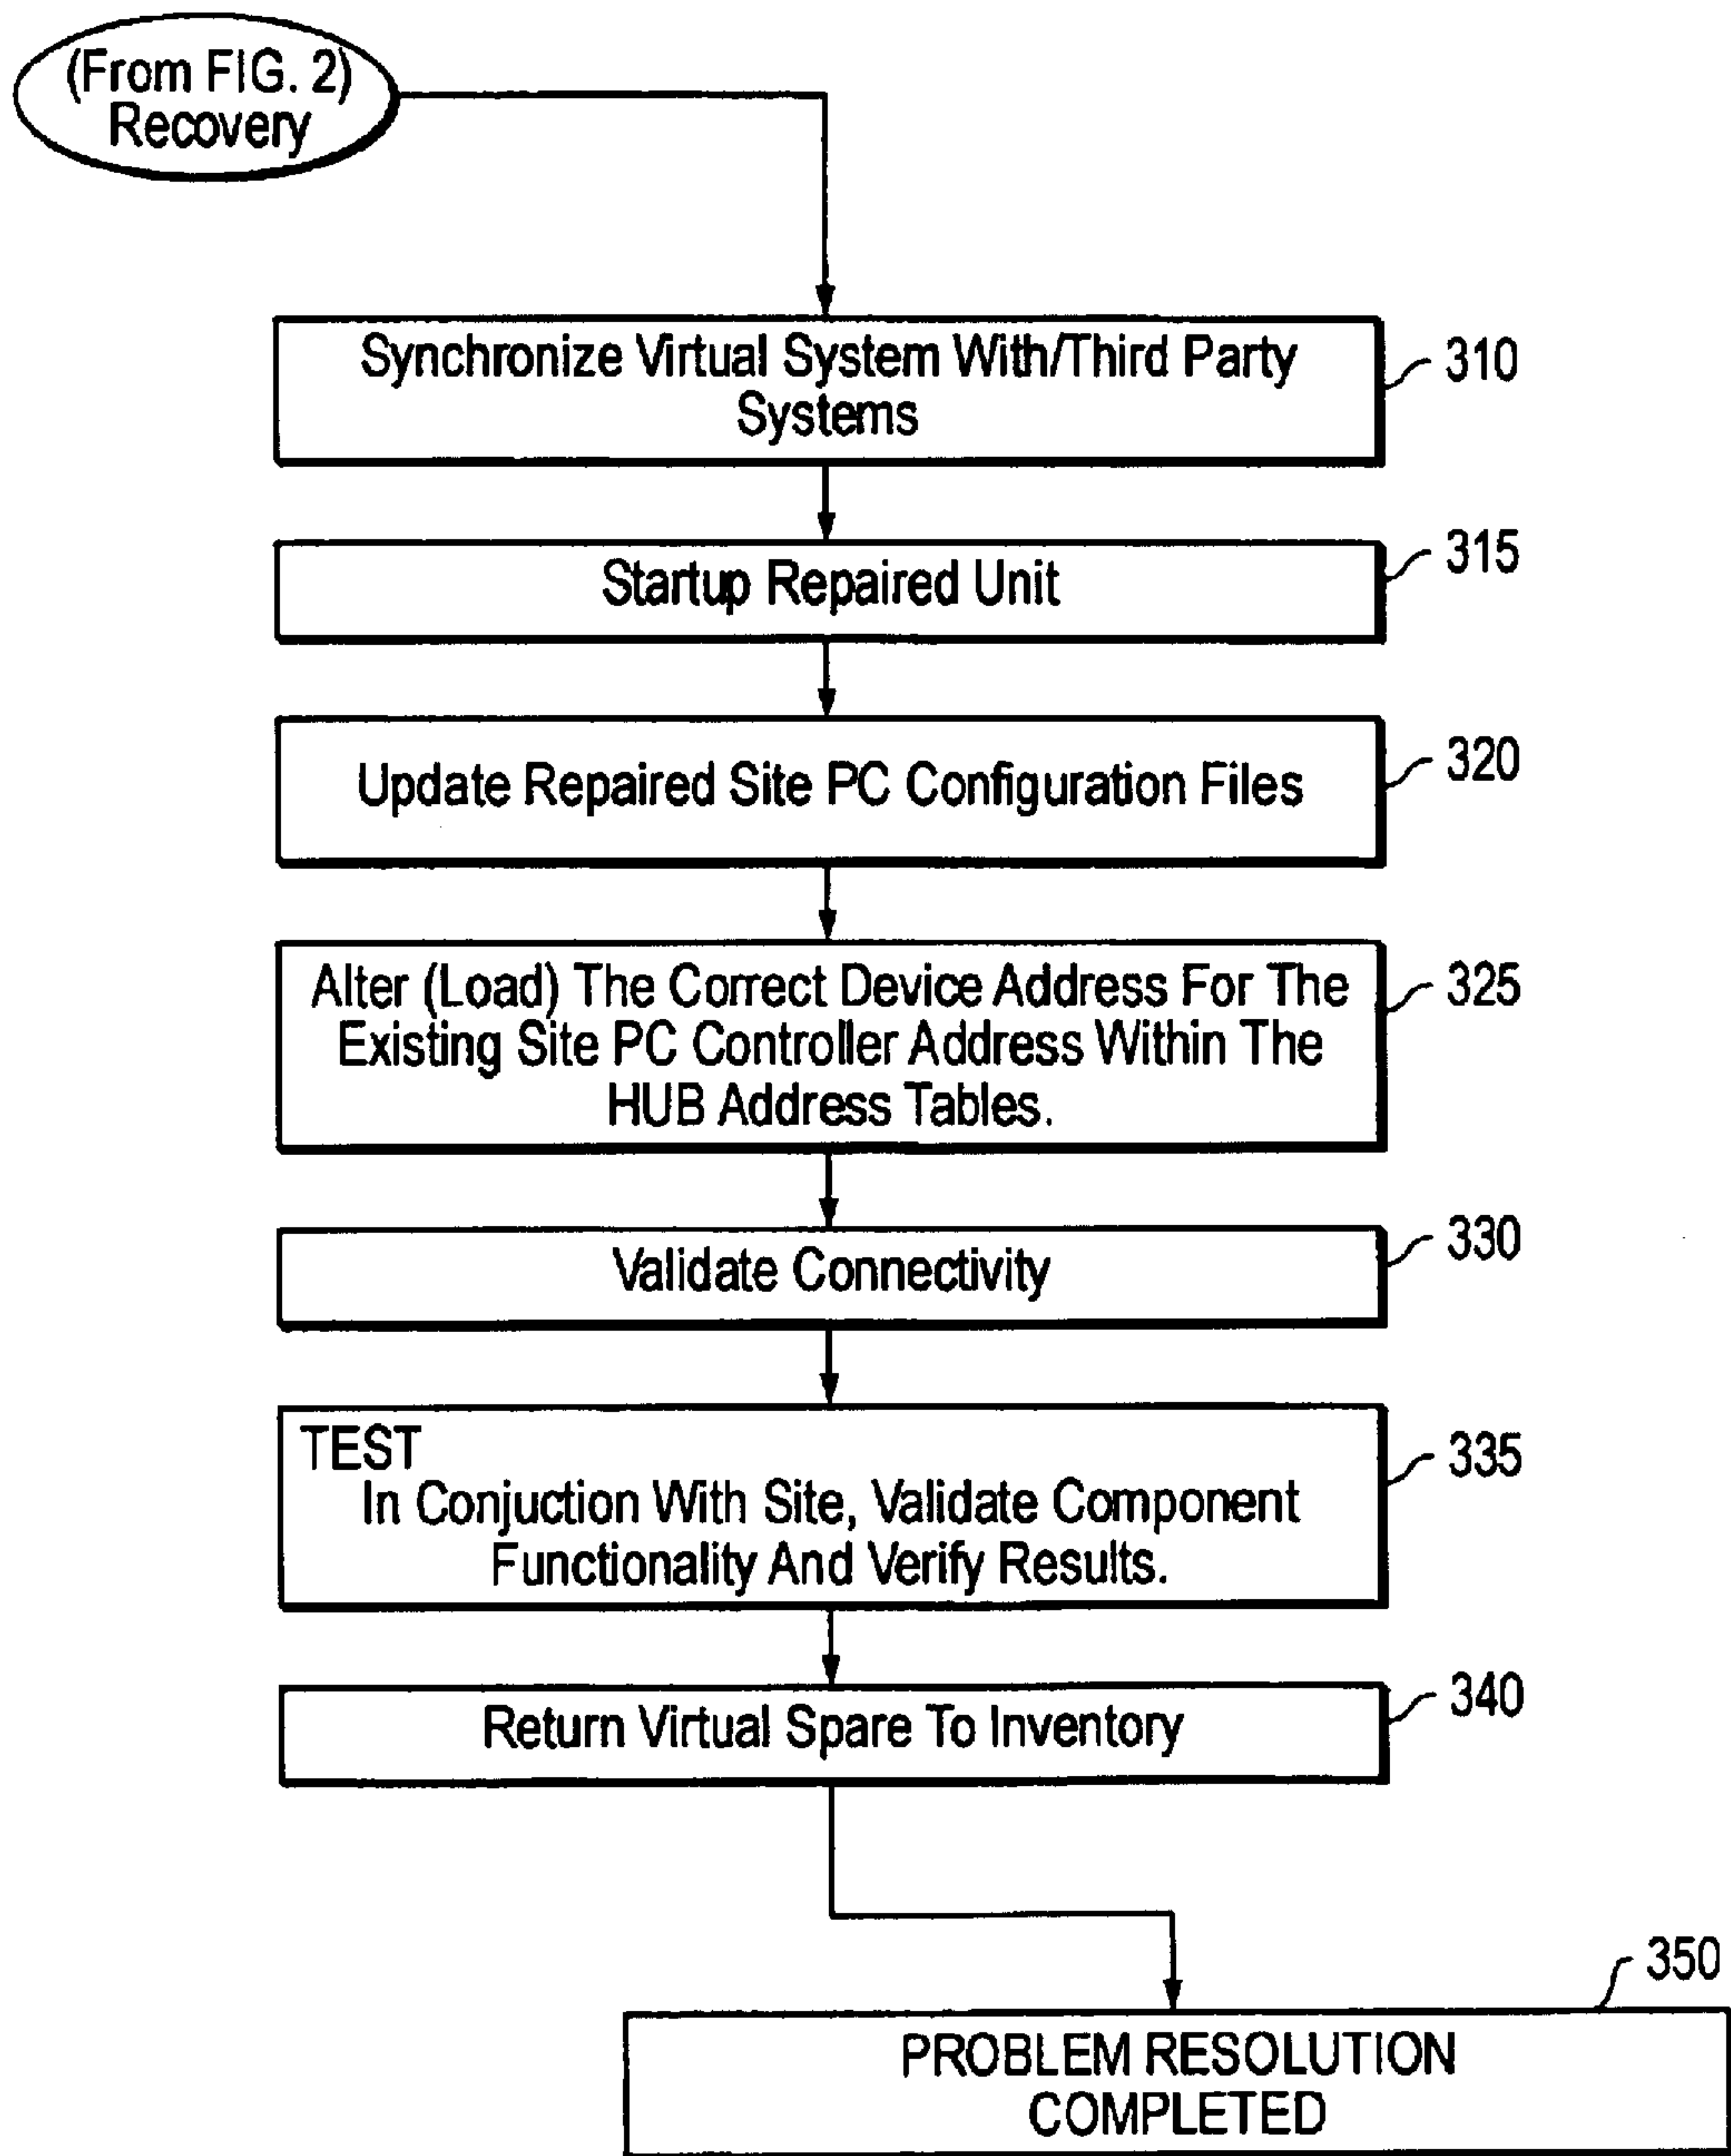 (From FIG. 2)
Recovery
Synchronize Virtual System With/Third Party
Systems
310
Startup Repaired Unit
315
Update Repaired Site PC Configuration Files
320
Alter (Load) The Correct Device Address For The
Existing Site PC Controller Address Within The
HUB Address Tables.
325
Validate Connectivity
330
TEST
In Conjuction With Site, Validate Component
Functionality And Verify Results.
335
Return Virtual Spare To Inventory
340
350
PROBLEM RESOLUTION
COMPLETED